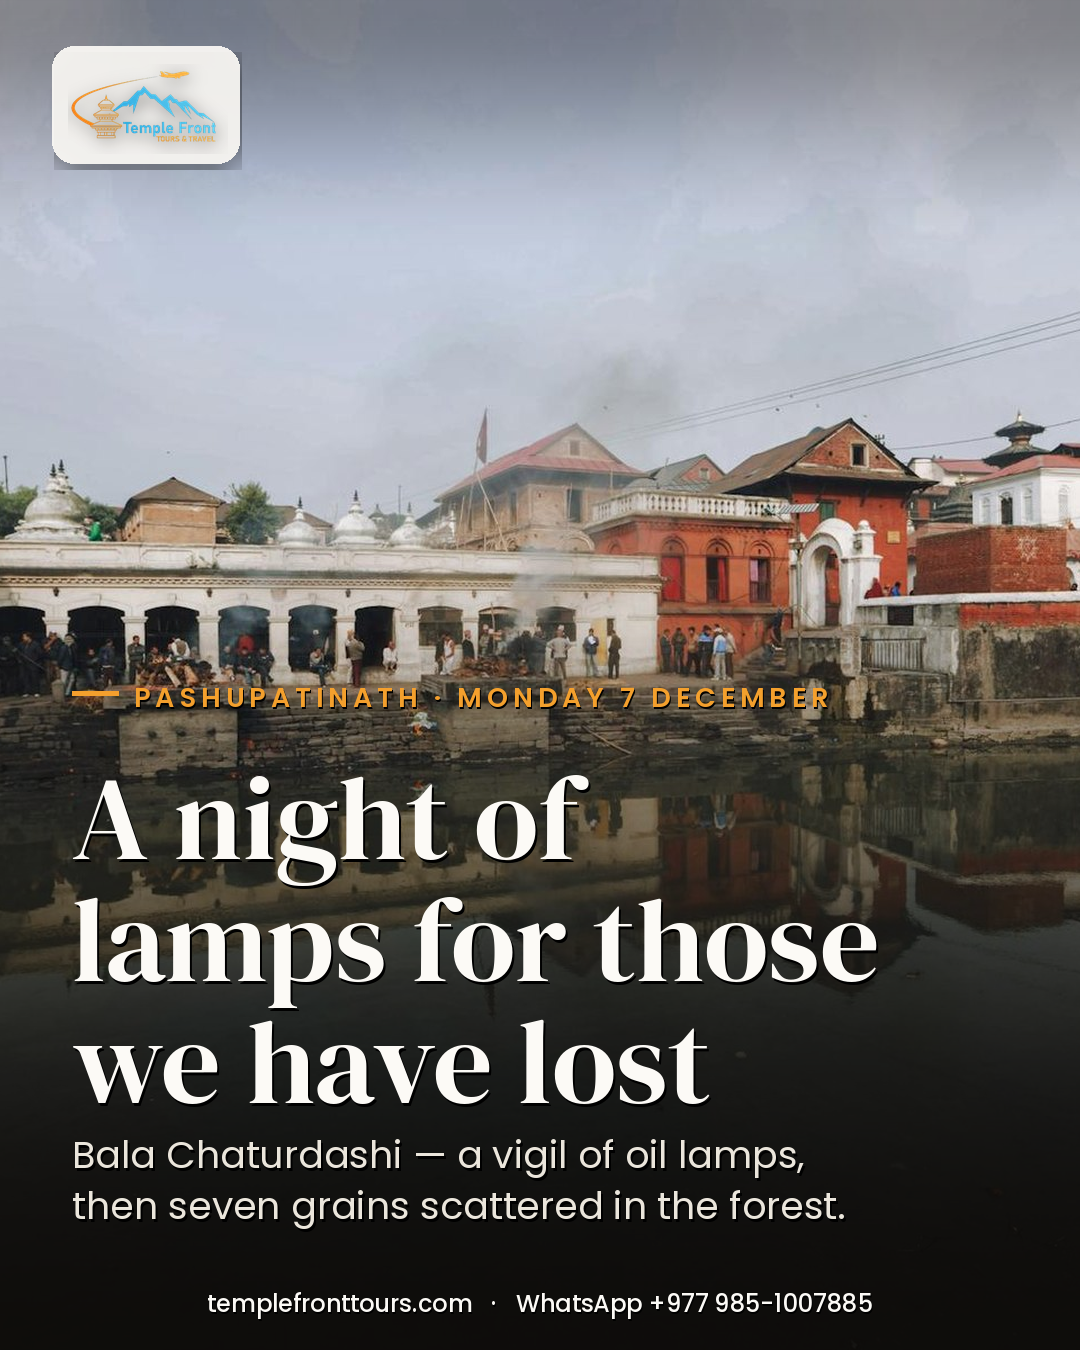 Temple Front
TOURS & TRAVEL
PASHUPATINATH · MONDAY 7 DECEMBER
A night of
lamps for those
we have lost
Bala Chaturdashi — a vigil of oil lamps,
then seven grains scattered in the forest.
templefronttours.com · WhatsApp +977 985-1007885